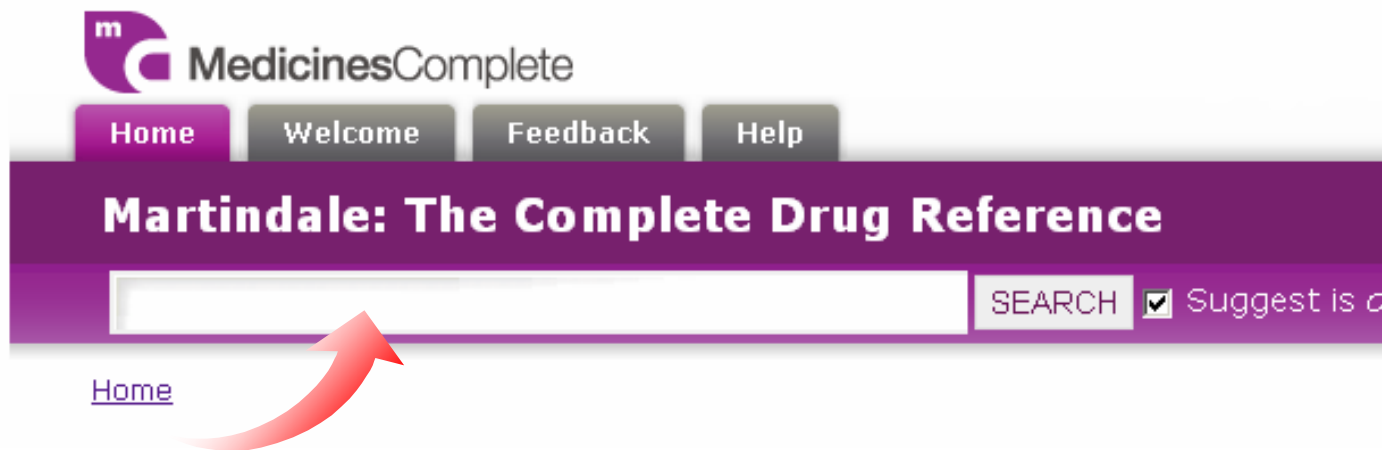 m
MedicinesComplete
Home Welcome Feedback Help
Martindale: The Complete Drug Reference
SEARCH Suggest is
Home